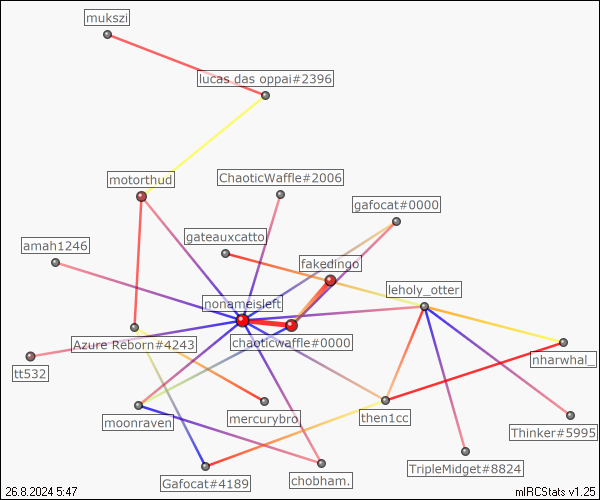 mukszi
lucas das oppai#2396
motorthud
ChaoticWaffle#2006
gafocat#0000
gateauxcatto
amah1246
fakedingo
leholy_otter
nonameisleft
chaoticwaffle#0000
Azure Reborn#4243
nharwhal_
tt532
moonraven
mercurybro
then1cc
Thinker#5995
TripleMidget#8824
Gafocat#4189
chobham.
26.8.2024 5:47
mIRCStats v1.25